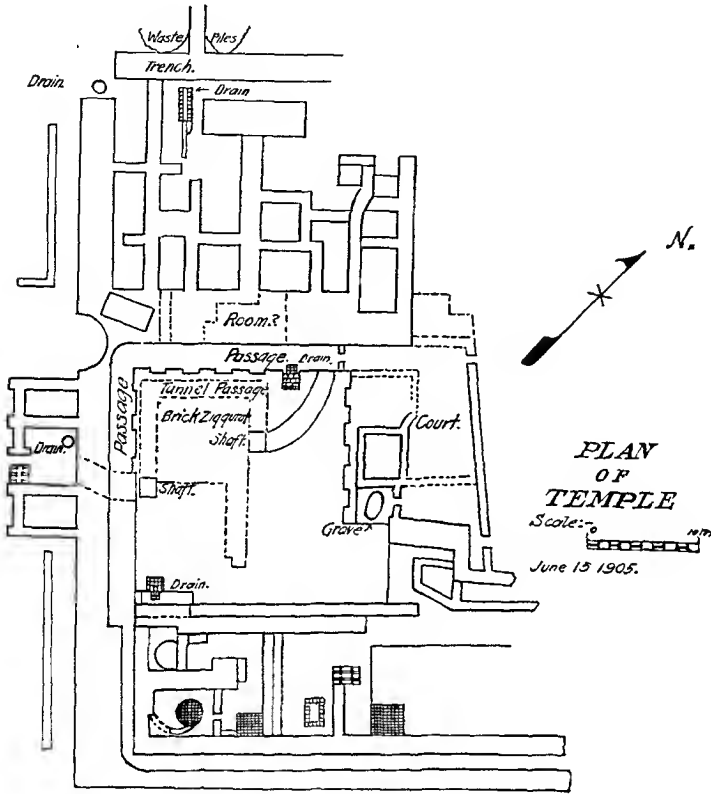 Waste Piles
Trench.
Drain.
← Drain
N.
Room?
Passage.
Drain.
Tunnel Passage
Passage
Brick Ziggurat
Shaft.
Court.
Drain.
Shaft.
Grave
PLAN
OF
TEMPLE
Scale:-
0 10 m.
June 15 1905.
Drain.